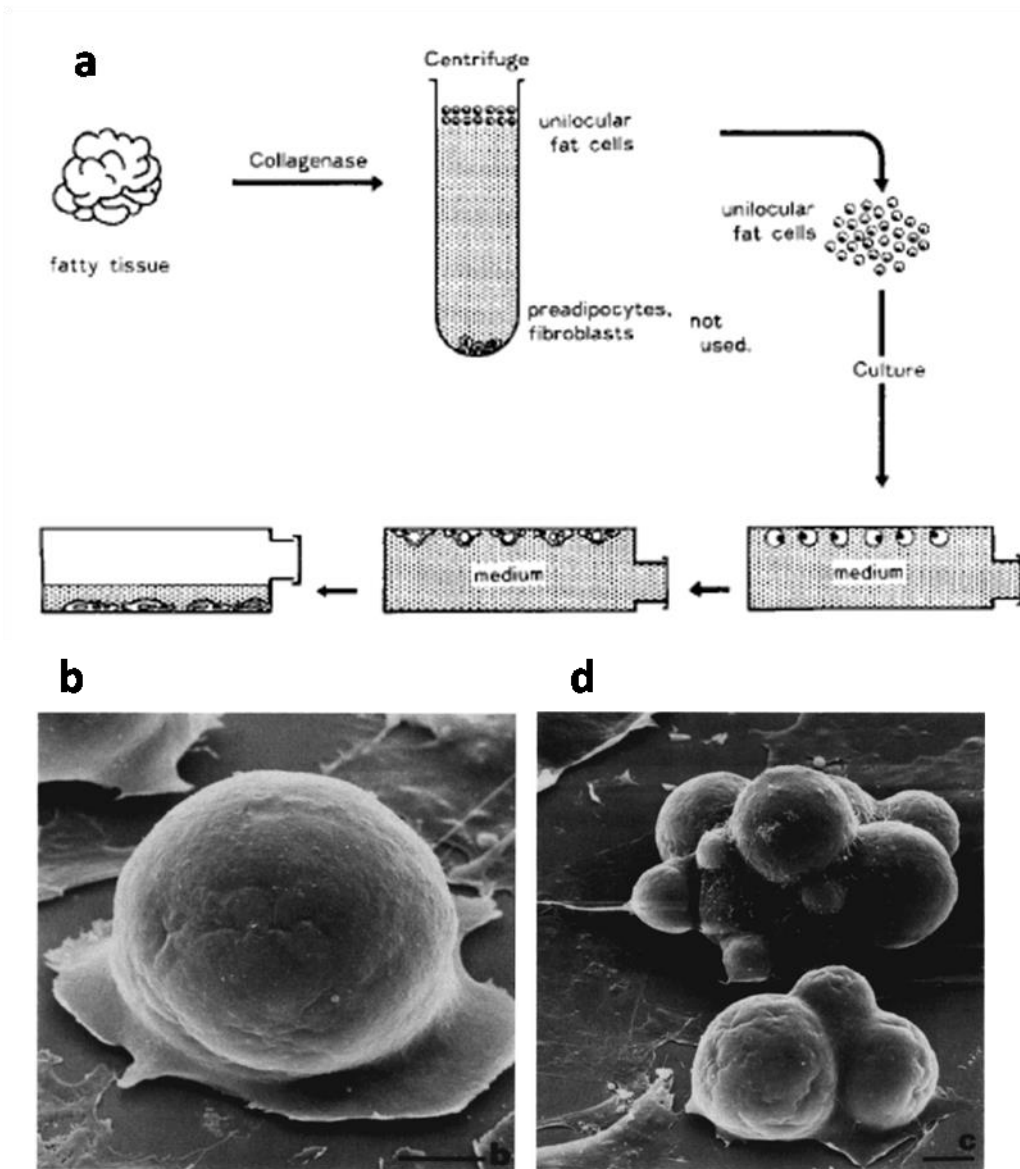 a
Centrifuge
unilocular
fat cells
Collagenase
fatty tissue
unilocular
fat cells
preadipocytes,
fibroblasts
not
used.
Culture
medium
medium
b
d
b
c